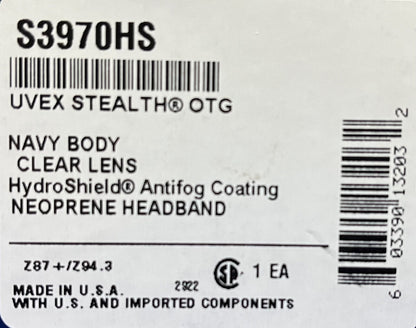 S3970HS
UVEX STEALTH® OTG
NAVY BODY
CLEAR LENS
HydroShield® Antifog Coating
NEOPRENE HEADBAND
Z87+/Z94.3
SP® 1 EA
MADE IN U.S.A. 2922
WITH U.S. AND IMPORTED COMPONENTS
6 03390 13203 2